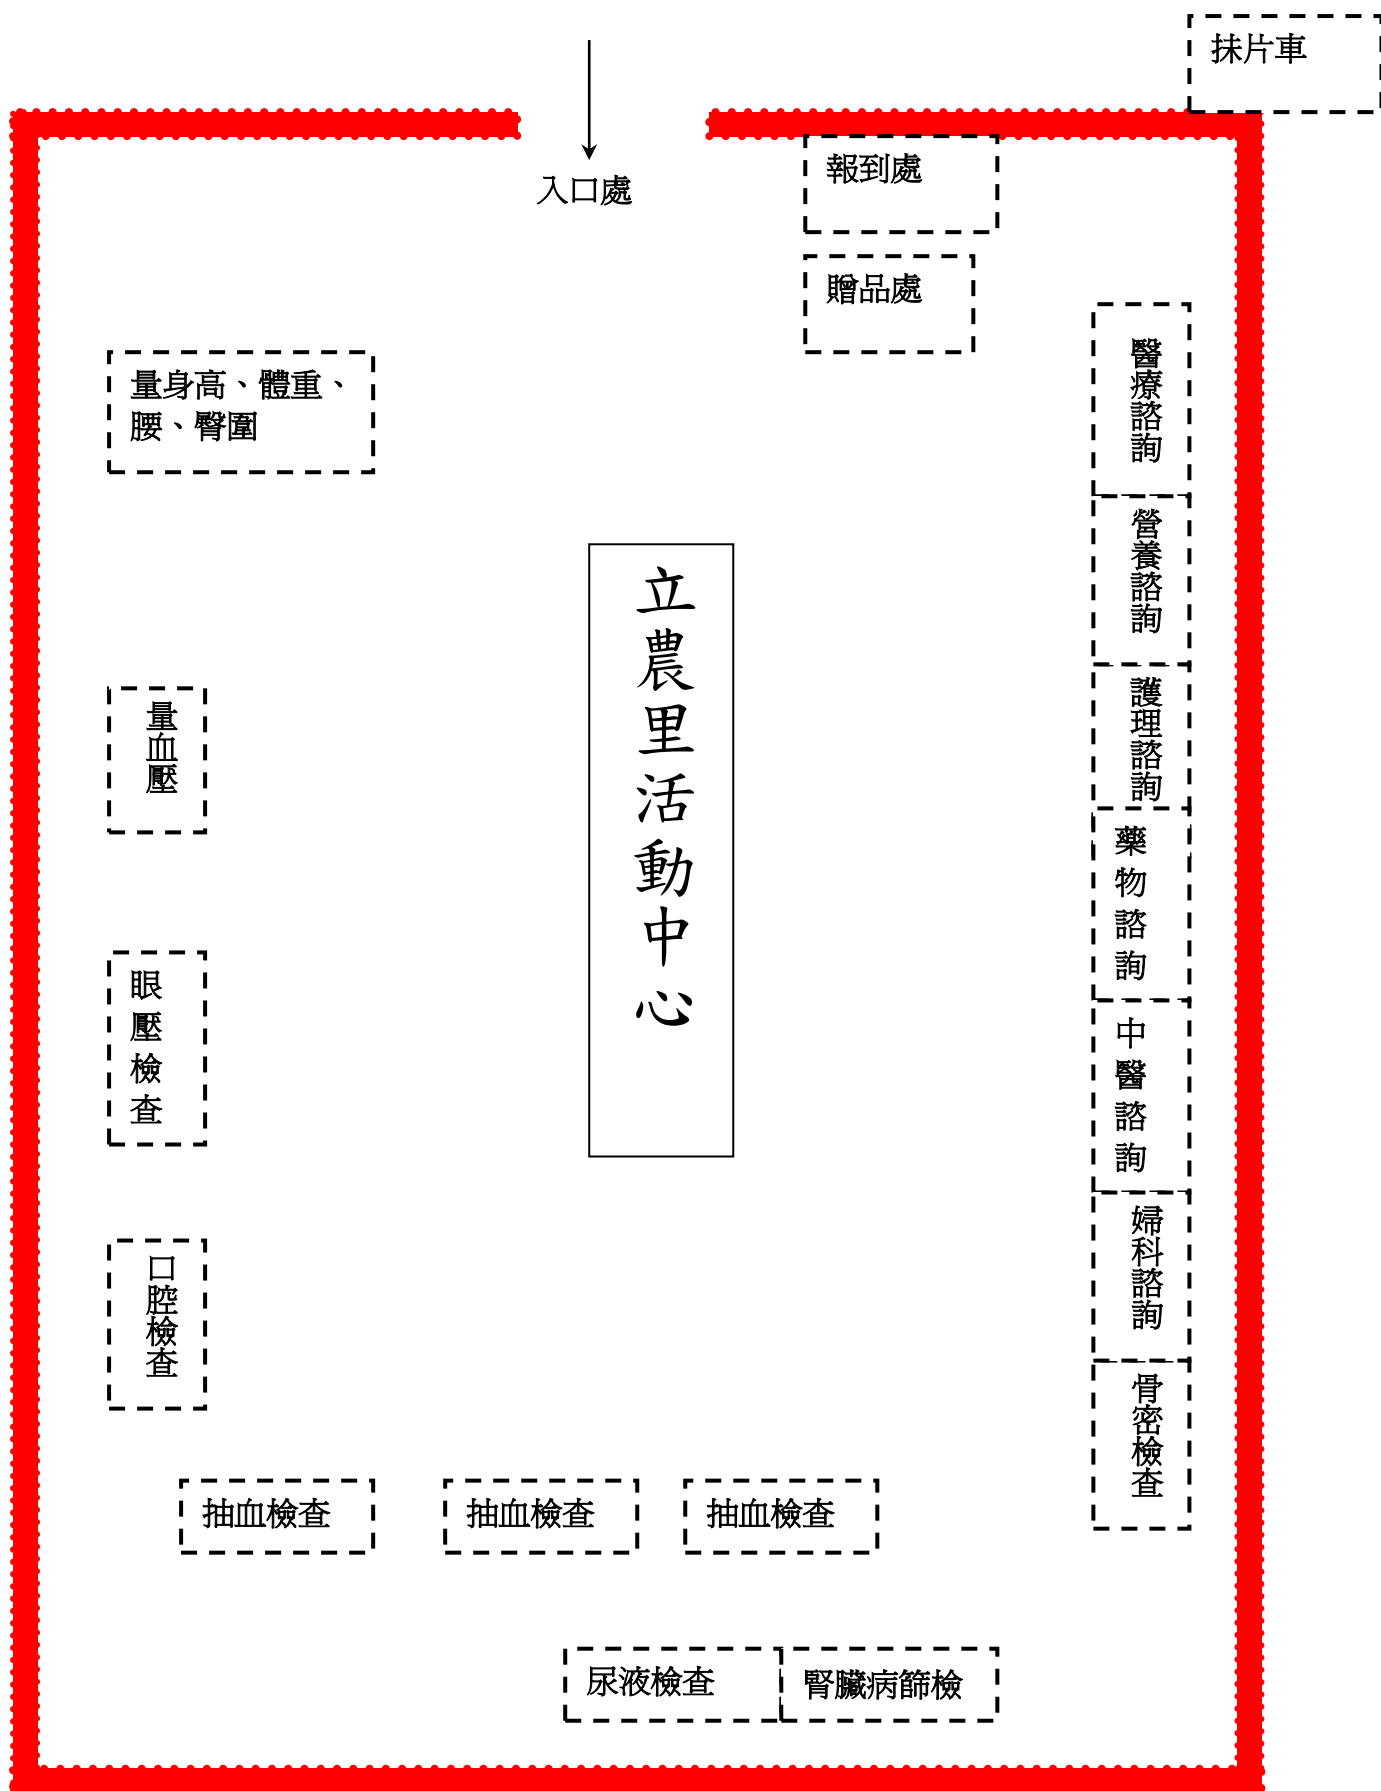 抹片車
報到處
入口處
贈品處
量身高、體重、
腰、臀圍
醫療諮詢
營養諮詢
護理諮詢
藥物諮詢
中醫諮詢
婦科諮詢
骨密檢查
立農里活動中心
量血壓
眼壓檢查
口腔檢查
抽血檢查
抽血檢查
抽血檢查
尿液檢查
腎臟病篩檢